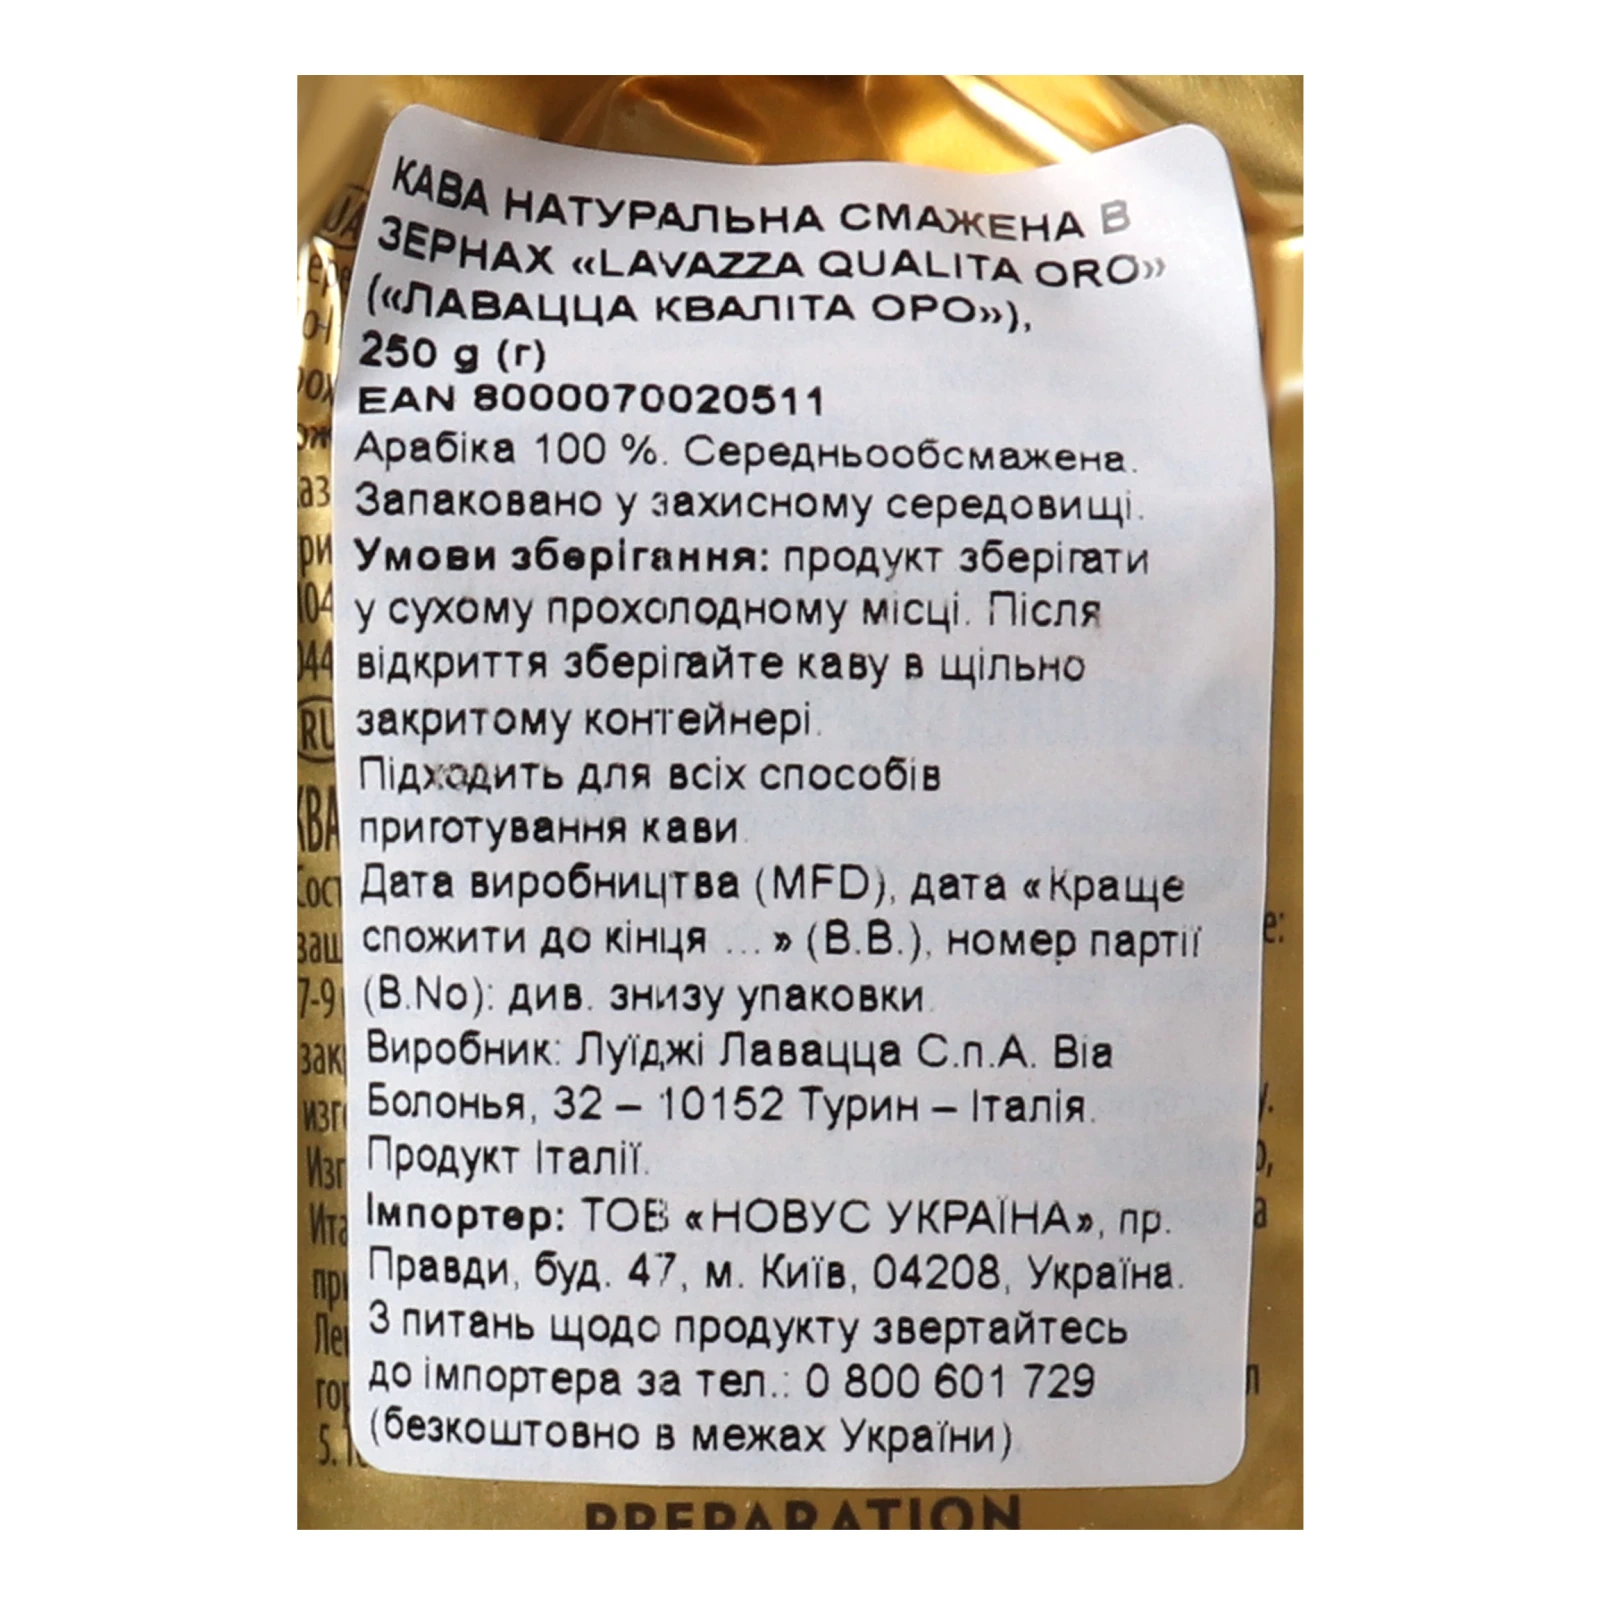 КАВА НАТУРАЛЬНА СМАЖЕНА В
ЗЕРНАХ «LAVAZZA QUALITA ORO»
(«ЛАВАЦЦА КВАЛІТА ОРО»),
250 g (г)
EAN 8000070020511
Арабіка 100 %. Середньообсмажена.
Запаковано у захисному середовищі.
Умови зберігання: продукт зберігати
у сухому прохолодному місці. Після
відкриття зберігайте каву в щільно
закритому контейнері.
Підходить для всіх способів
приготування кави.
Дата виробництва (MFD), дата «Краще
спожити до кінця ... » (B.B.), номер партії
(B.No): див. знизу упаковки.
Виробник: Луїджі Лавацца С.п.А. Віа
Болонья, 32 – 10152 Турин – Італія.
Продукт Італії.
Імпортер: ТОВ «НОВУС УКРАЇНА», пр.
Правди, буд. 47, м. Київ, 04208, Україна.
З питань щодо продукту звертайтесь
до імпортера за тел.: 0 800 601 729
(безкоштовно в межах України)
PREPARATION